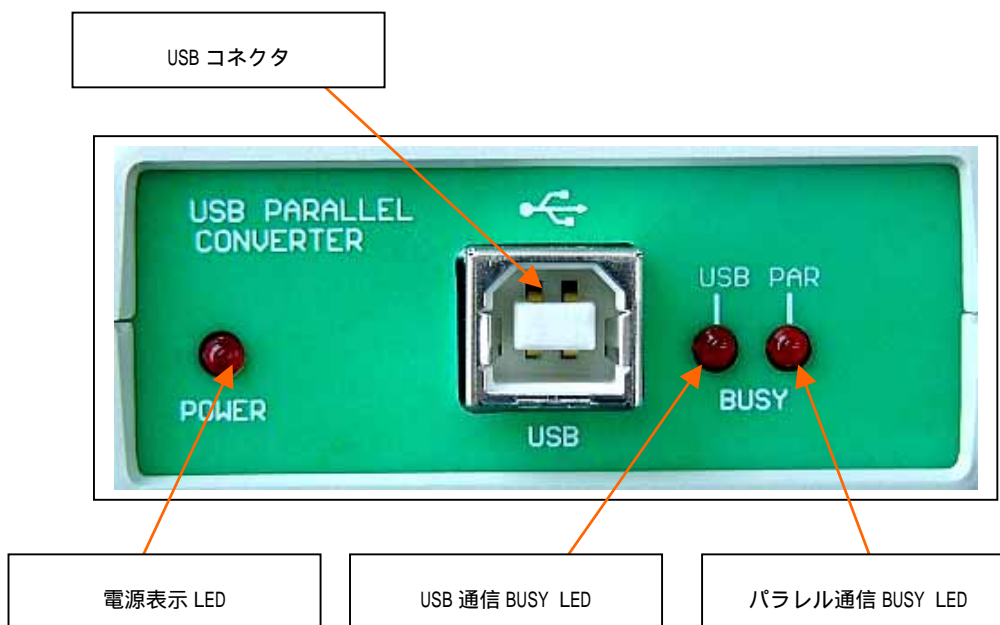 USB コネクタ
USB PARALLEL
CONVERTER
USB PAR
POWER
BUSY
USB
電源表示 LED
USB 通信 BUSY LED
パラレル通信 BUSY LED